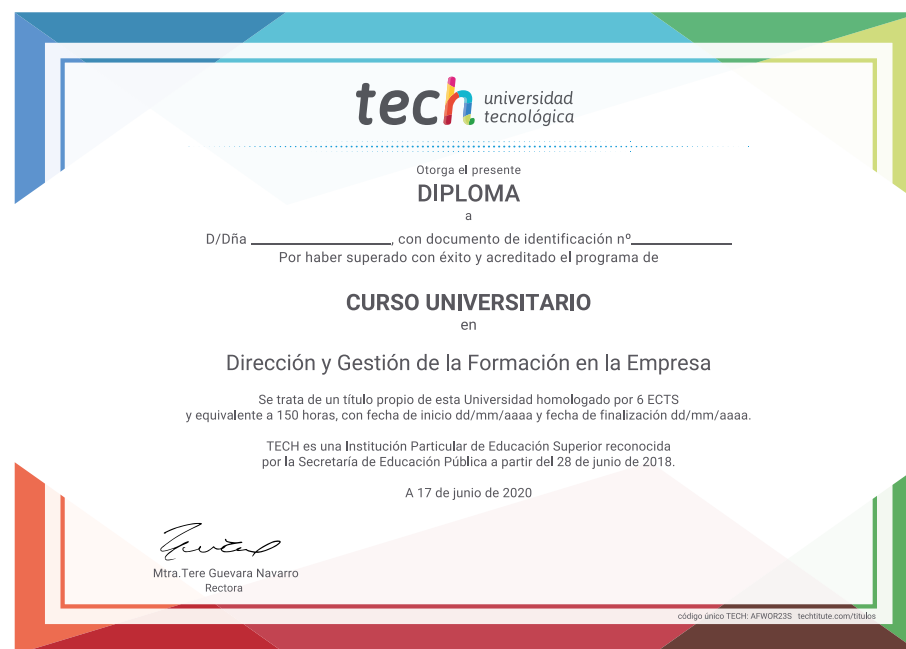 tech universidad
tecnológica
Otorga el presente
DIPLOMA
a
D/Dña ____________________, con documento de identificación nº______________
Por haber superado con éxito y acreditado el programa de
CURSO UNIVERSITARIO
en
Dirección y Gestión de la Formación en la Empresa
Se trata de un título propio de esta Universidad homologado por 6 ECTS
y equivalente a 150 horas, con fecha de inicio dd/mm/aaaa y fecha de finalización dd/mm/aaaa.
TECH es una Institución Particular de Educación Superior reconocida
por la Secretaría de Educación Pública a partir del 28 de junio de 2018.
A 17 de junio de 2020
Mtra.Tere Guevara Navarro
Rectora
código único TECH: AFWOR23S techtitute.com/títulos